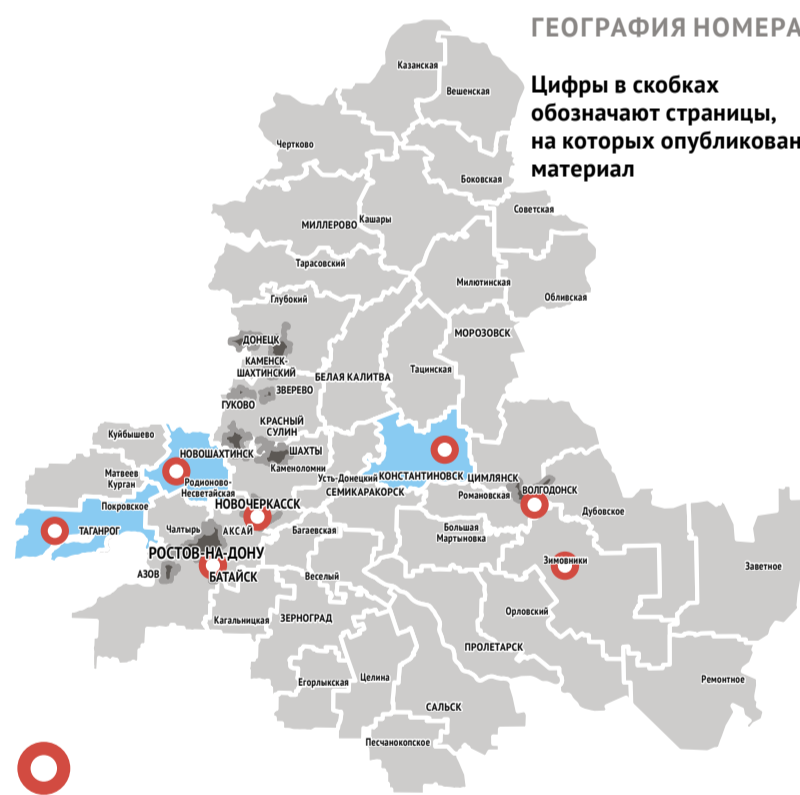 ГЕОГРАФИЯ НОМЕРА
Цифры в скобках
обозначают страницы,
на которых опубликован
материал
Казанская
Вешенская
Чертково
Боковская
Советская
Кашары
МИЛЛЕРОВО
Тарасовский
Милютинская
Обливская
Глубокий
МОРОЗОВСК
ДОНЕЦК
КАМЕНСК-
ШАХТИНСКИЙ
БЕЛАЯ КАЛИТВА
Тацинская
ЗВЕРЕВО
ГУКОВО
КРАСНЫЙ
СУЛИН
Куйбышево
НОВОШАХТИНСК
ШАХТЫ
Каменоломни
Матвеев
Курган
Родионово-
Несветайская
Усть-Донецкий
КОНСТАНТИНОВСК
ЦИМЛЯНСК
СЕМИКАРАКОРСК
Романовская
ВОЛГОДОНСК
Покровское
НОВОЧЕРКАССК
Дубовское
ТАГАНРОГ
Чалтырь
АКСАЙ
Багаевская
Большая
Мартыновка
РОСТОВ-НА-ДОНУ
Зимовники
Заветное
АЗОВ
БАТАЙСК
Веселый
Кагальницкая
ЗЕРНОГРАД
Орловский
ПРОЛЕТАРСК
Егорлыкская
Целина
Ремонтное
САЛЬСК
Песчанокопское